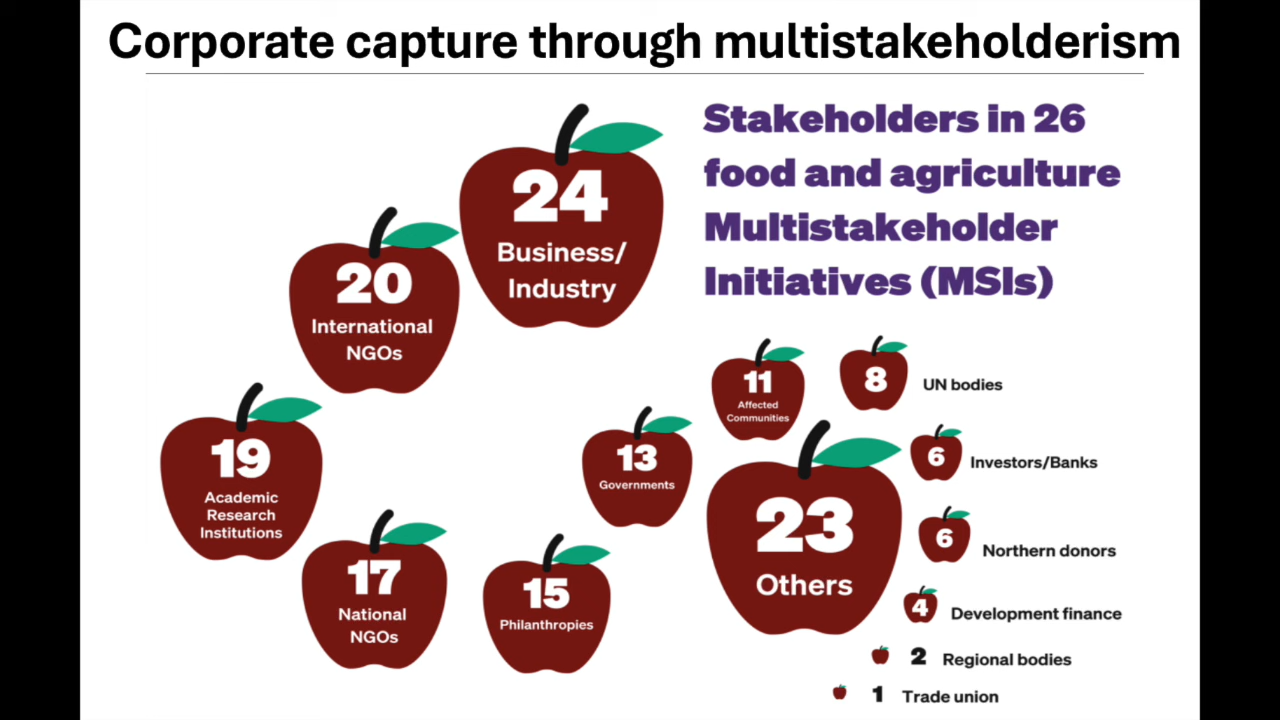 Corporate capture through multistakeholderism
Stakeholders in 26
food and agriculture
Multistakeholder
Initiatives (MSIs)
24
Business/
Industry
20
International
NGOs
19
Academic
Research
Institutions
17
National
NGOs
15
Philanthropies
13
Governments
11
Affected
Communities
8
UN bodies
6
Investors/Banks
6
Northern donors
4
Development finance
2
Regional bodies
1
Trade union
23
Others